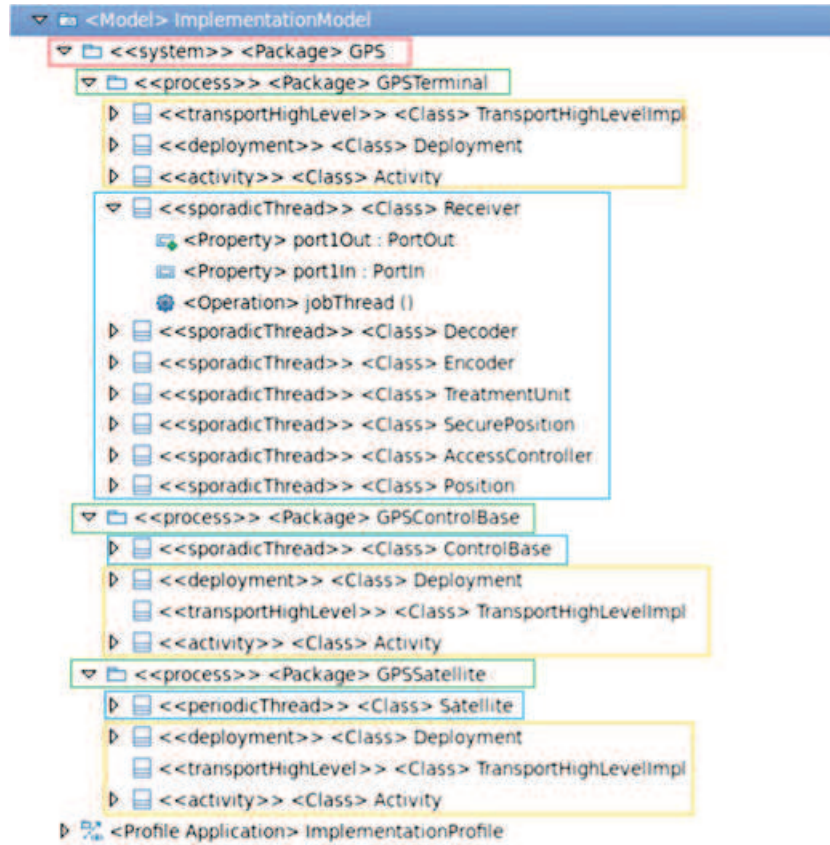 <Model> ImplementationModel
<<system>> <Package> GPS
<<process>> <Package> GPSTerminal
<<transportHighLevel>> <Class> TransportHighLevelImpl
<<deployment>> <Class> Deployment
<<activity>> <Class> Activity
<<sporadicThread>> <Class> Receiver
<Property> port1Out : PortOut
<Property> port1In : PortIn
<Operation> jobThread ()
<<sporadicThread>> <Class> Decoder
<<sporadicThread>> <Class> Encoder
<<sporadicThread>> <Class> TreatmentUnit
<<sporadicThread>> <Class> SecurePosition
<<sporadicThread>> <Class> AccessController
<<sporadicThread>> <Class> Position
<<process>> <Package> GPSControlBase
<<sporadicThread>> <Class> ControlBase
<<deployment>> <Class> Deployment
<<transportHighLevel>> <Class> TransportHighLevelImpl
<<activity>> <Class> Activity
<<process>> <Package> GPSSatellite
<<periodicThread>> <Class> Satellite
<<deployment>> <Class> Deployment
<<transportHighLevel>> <Class> TransportHighLevelImpl
<<activity>> <Class> Activity
<Profile Application> ImplementationProfile